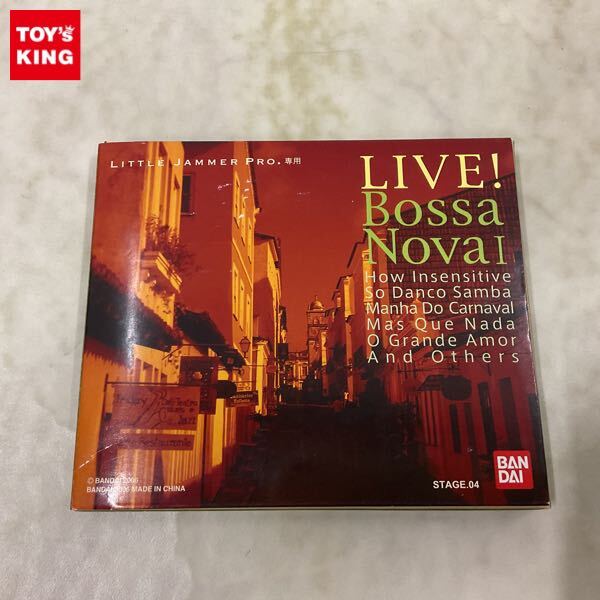 TOY's
KING
LITTLE JAMMER PRO. 専用
LIVE!
Bossa
Nova I
How Insensitive
So Danco Samba
Manha Do Carnaval
Mas Que Nada
O Grande Amor
And Others
© BANDAI 2006
BANDAI 2006 MADE IN CHINA
STAGE.04
BAN
DAI